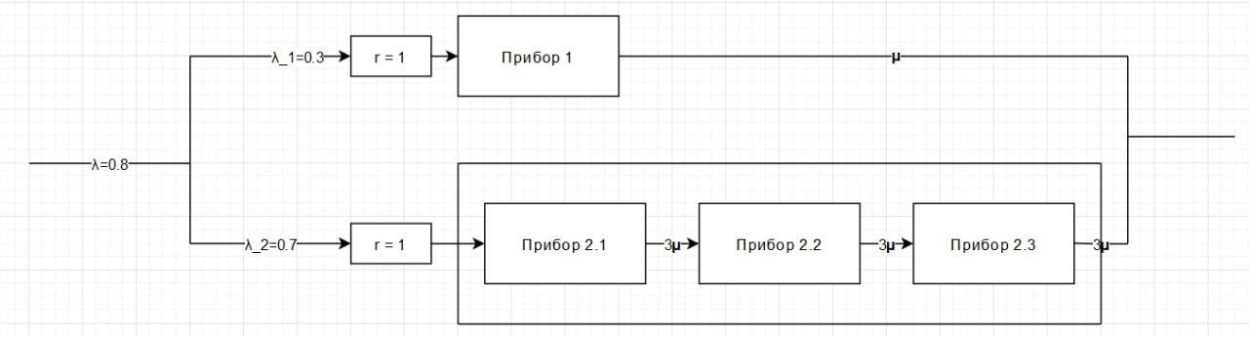 λ_1=0.3
r = 1
Прибор 1
μ
λ=0.8
λ_2=0.7
r = 1
Прибор 2.1
3μ
Прибор 2.2
3μ
Прибор 2.3
3μ